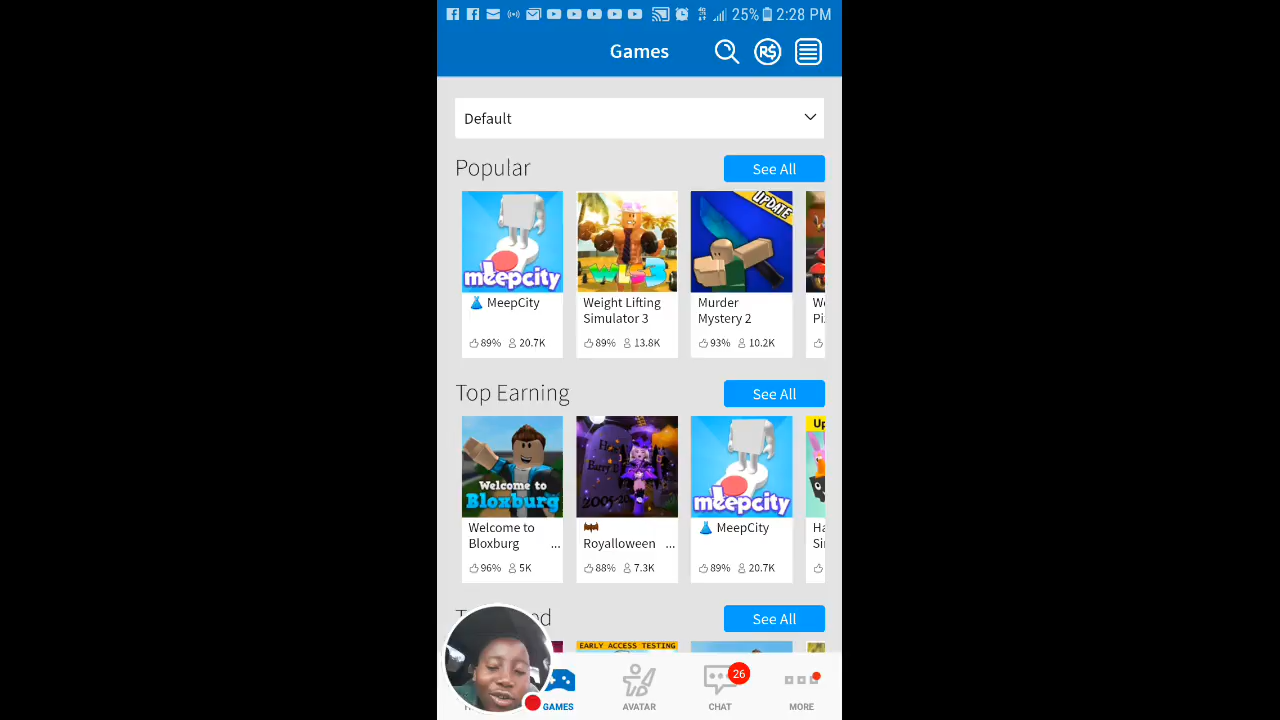 25% 2:28 PM
Games
R$
Default
Popular
See All
meepcity
WLS3
UPDATE
MeepCity
Weight Lifting
Simulator 3
Murder
Mystery 2
89% 20.7K
89% 13.8K
93% 10.2K
Top Earning
See All
Welcome to
Bloxburg
meepcity
Up
Welcome to
Bloxburg ...
Royalloween ...
MeepCity
96% 5K
88% 7.3K
89% 20.7K
See All
EARLY ACCESS TESTING
GAMES
AVATAR
26
CHAT
MORE